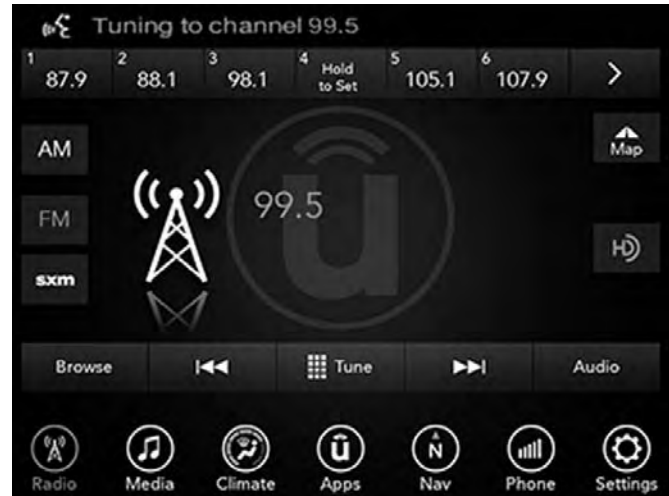 Tuning to channel 99.5
1 87.9 2 88.1 3 98.1 4 Hold to Set 5 105.1 6 107.9
AM
Map
FM
99.5
HD
sxm
ū
Browse Tune Audio
Radio Media Climate Apps Nav Phone Settings